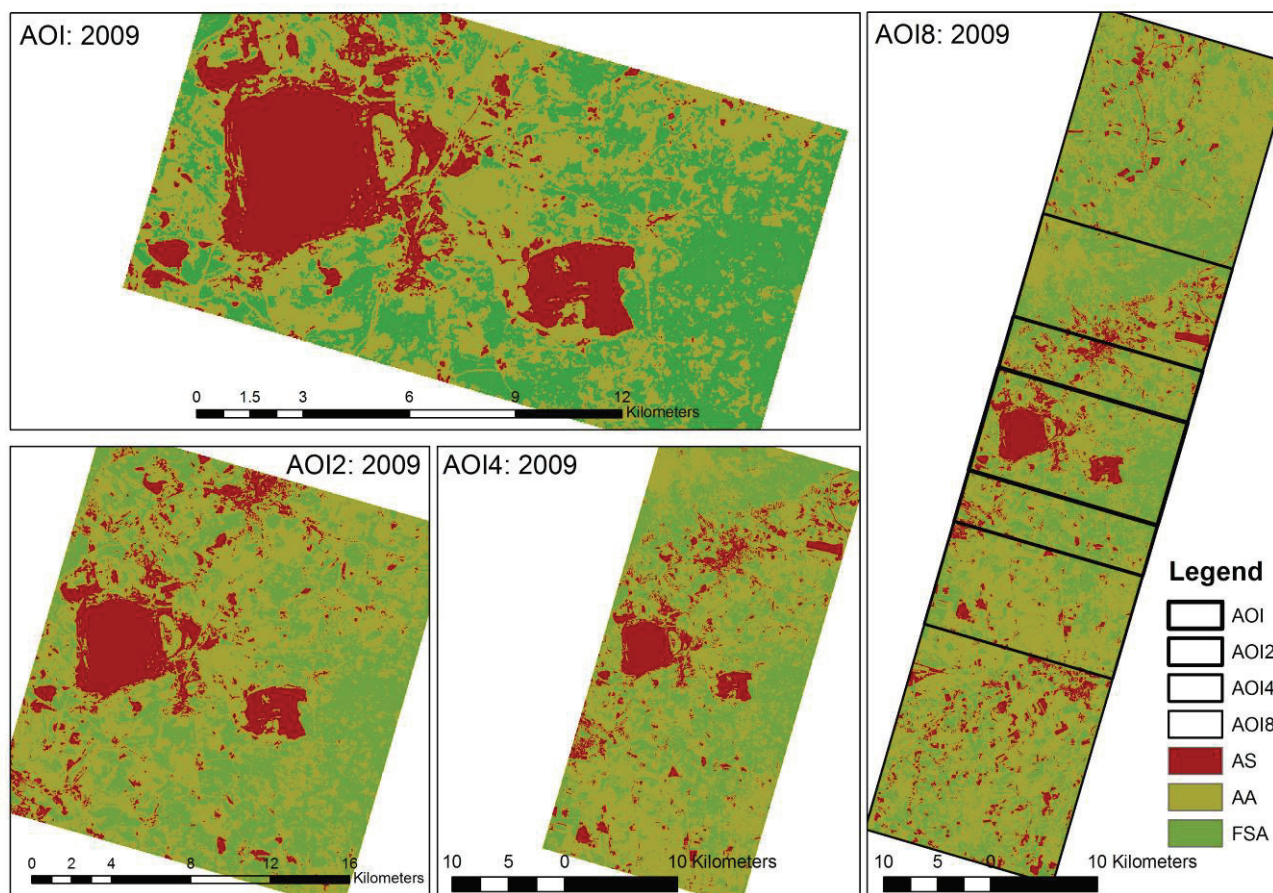 AOI: 2009
0 1.5 3 6 9 12
Kilometers
AOI2: 2009
0 2 4 8 12 16
Kilometers
AOI4: 2009
10 5 0 10 Kilometers
AOI8: 2009
Legend
AOI
AOI2
AOI4
AOI8
AS
AA
FSA
10 5 0 10 Kilometers